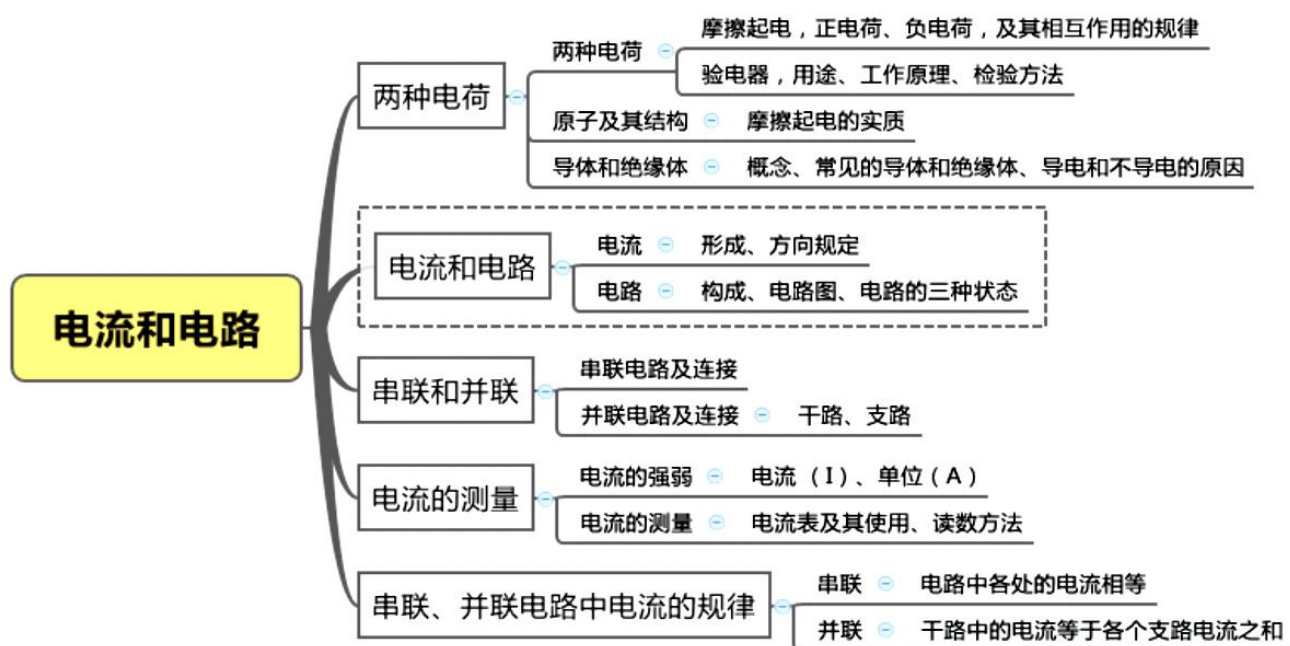 电流和电路
两种电荷
两种电荷
摩擦起电，正电荷、负电荷，及其相互作用的规律
验电器，用途、工作原理、检验方法
原子及其结构
摩擦起电的实质
导体和绝缘体
概念、常见的导体和绝缘体、导电和不导电的原因
电流和电路
电流
形成、方向规定
电路
构成、电路图、电路的三种状态
串联和并联
串联电路及连接
并联电路及连接
干路、支路
电流的测量
电流的强弱
电流（I）、单位（A）
电流的测量
电流表及其使用、读数方法
串联、并联电路中电流的规律
串联
电路中各处的电流相等
并联
干路中的电流等于各个支路电流之和